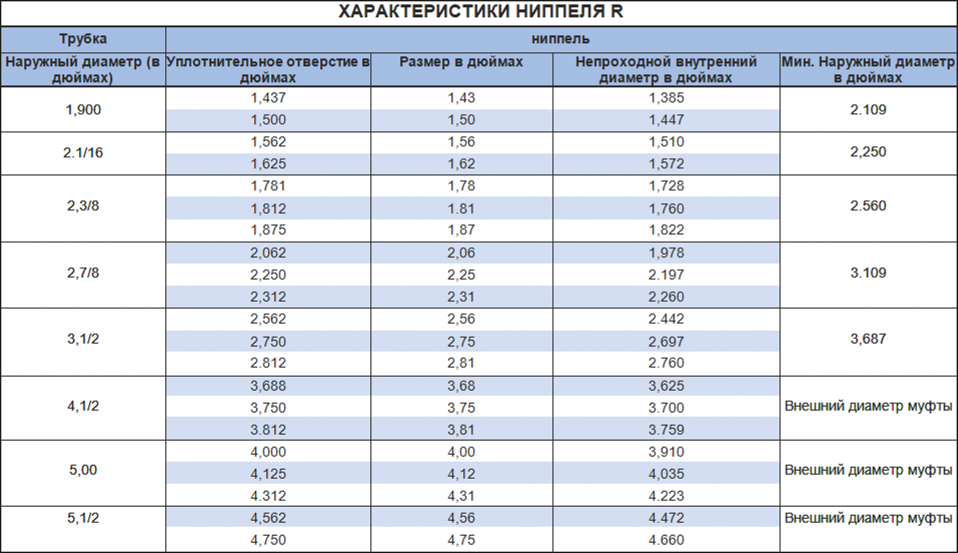 ХАРАКТЕРИСТИКИ НИППЕЛЯ R
Трубка ниппель
Наружный диаметр (в дюймах) Уплотнительное отверстие в дюймах Размер в дюймах Непроходной внутренний диаметр в дюймах Мин. Наружный диаметр в дюймах
1,900 1,437 1,43 1,385 2.109
1,500 1,50 1,447
2.1/16 1,562 1,56 1,510 2,250
1,625 1,62 1,572
2,3/8 1,781 1,78 1,728 2.560
1,812 1.81 1,760
1,875 1,87 1,822
2,7/8 2,062 2,06 1,978 3.109
2,250 2,25 2.197
2,312 2,31 2,260
3,1/2 2,562 2,56 2.442 3,687
2,750 2,75 2,697
2.812 2,81 2.760
4,1/2 3,688 3,68 3,625 Внешний диаметр муфты
3,750 3,75 3.700
3.812 3,81 3.759
5,00 4,000 4,00 3,910 Внешний диаметр муфты
4,125 4,12 4,035
4.312 4,31 4.223
5,1/2 4,562 4,56 4.472 Внешний диаметр муфты
4,750 4,75 4.660